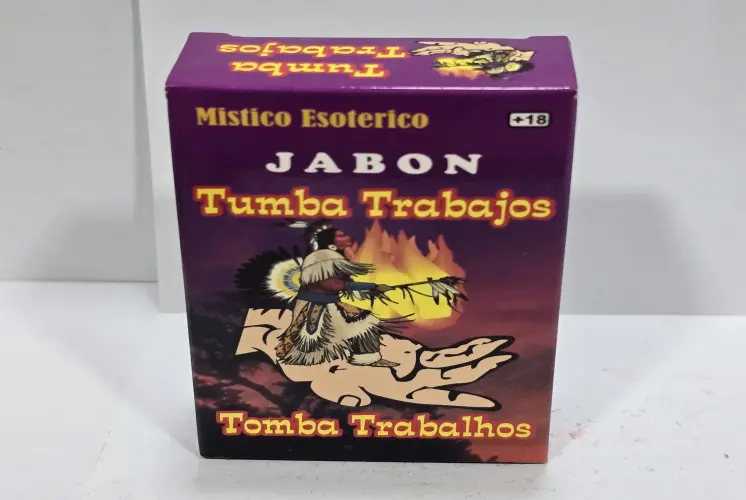 Tumba
Trabajos
Mistico Esoterico
+18
JABON
Tumba Trabajos
Tomba Trabalhos